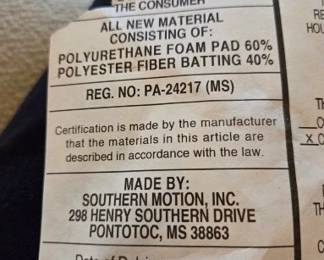 THE CONSUMER
ALL NEW MATERIAL
CONSISTING OF:
POLYURETHANE FOAM PAD 60%
POLYESTER FIBER BATTING 40%
REG. NO: PA-24217 (MS)
Certification is made by the manufacturer
that the materials in this article are
described in accordance with the law.
MADE BY:
SOUTHERN MOTION, INC.
298 HENRY SOUTHERN DRIVE
PONTOTOC, MS 38863